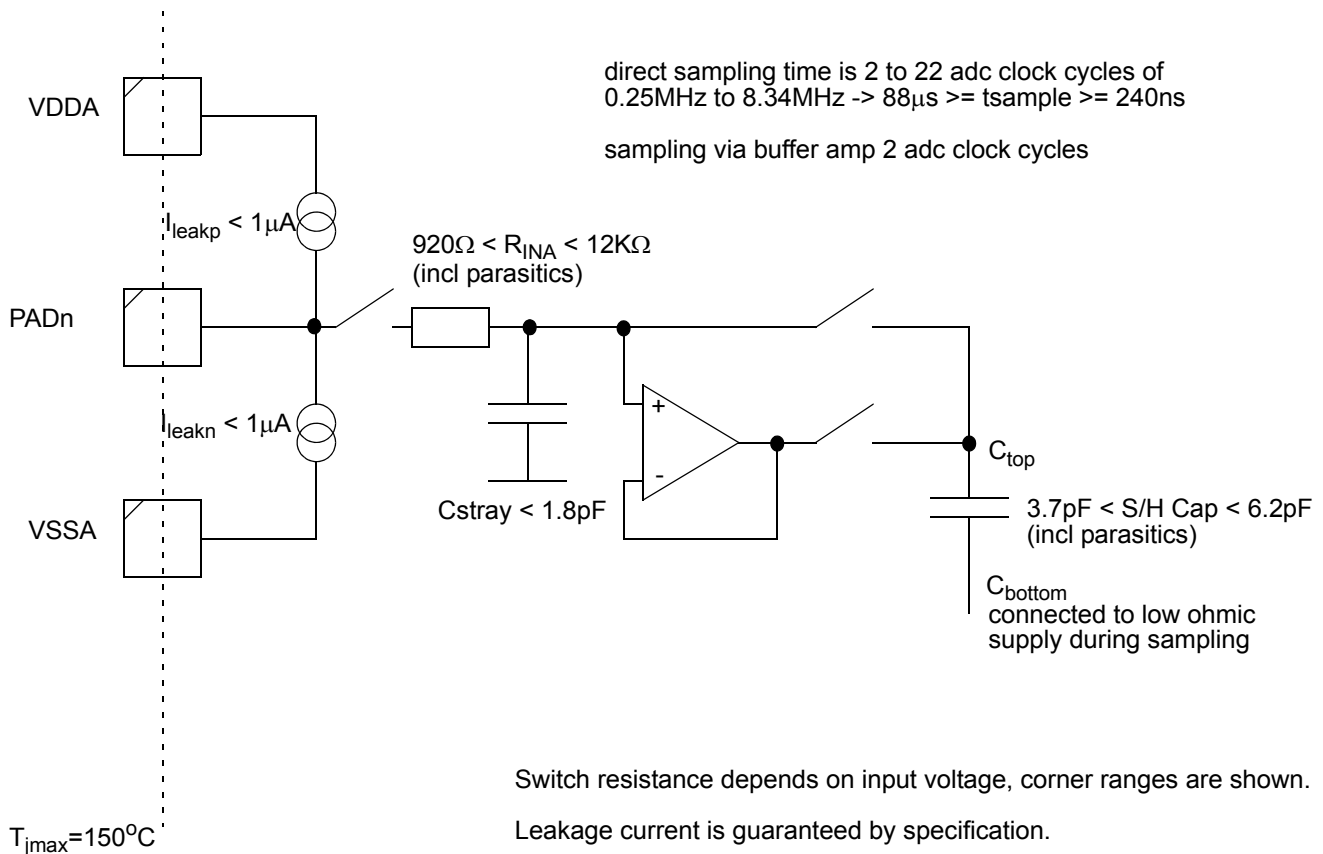 direct sampling time is 2 to 22 adc clock cycles of
0.25MHz to 8.34MHz -> 88μs >= tsample >= 240ns
sampling via buffer amp 2 adc clock cycles
VDDA
Ileakp < 1μA
920Ω < RINA < 12KΩ
(incl parasitics)
PADn
+
Ileakn < 1μA
-
Ctop
Cstray < 1.8pF
3.7pF < S/H Cap < 6.2pF
(incl parasitics)
VSSA
Cbottom
connected to low ohmic
supply during sampling
Switch resistance depends on input voltage, corner ranges are shown.
Leakage current is guaranteed by specification.
Tjmax=150oC